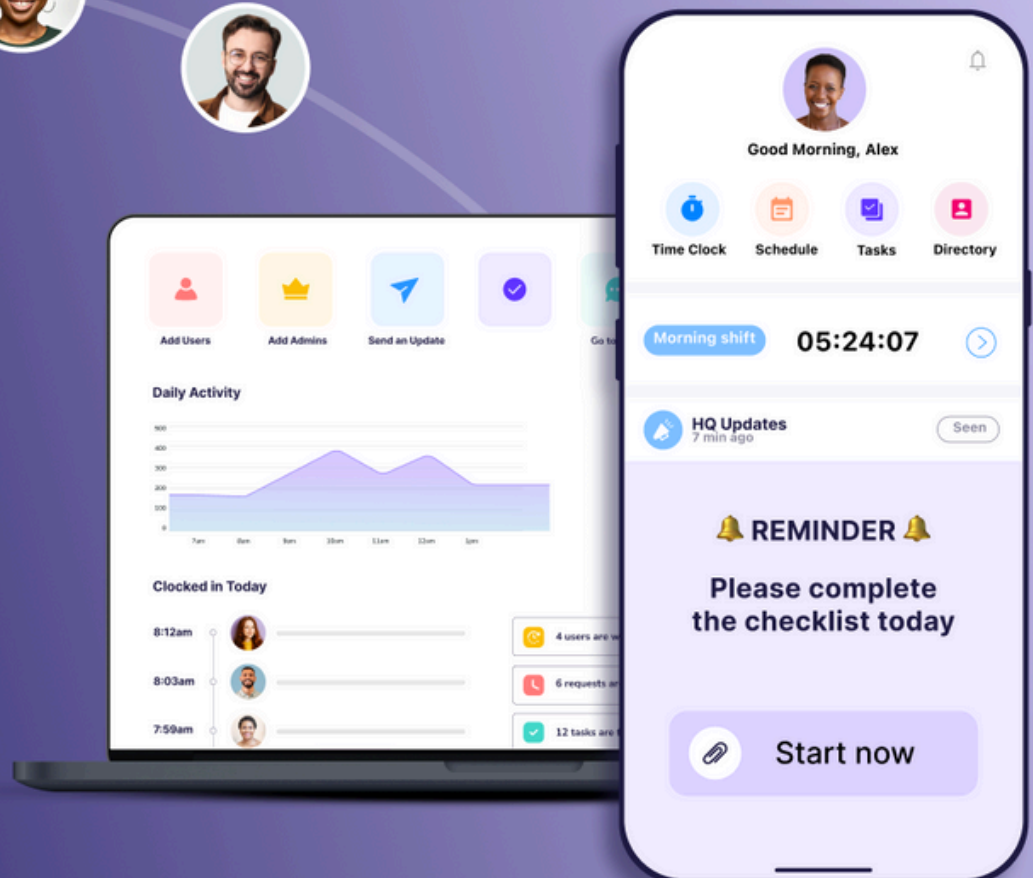 Good Morning, Alex
Time Clock
Schedule
Tasks
Directory
Morning shift
05:24:07
HQ Updates
7 min ago
Seen
🔔 REMINDER 🔔
Please complete
the checklist today
Start now
Add Users
Add Admins
Send an Update
Go to
Daily Activity
500
400
300
200
100
0
7am
8am
9am
10am
11am
12am
1pm
Clocked in Today
8:12am
8:03am
7:59am
4 users are
6 requests
12 tasks are